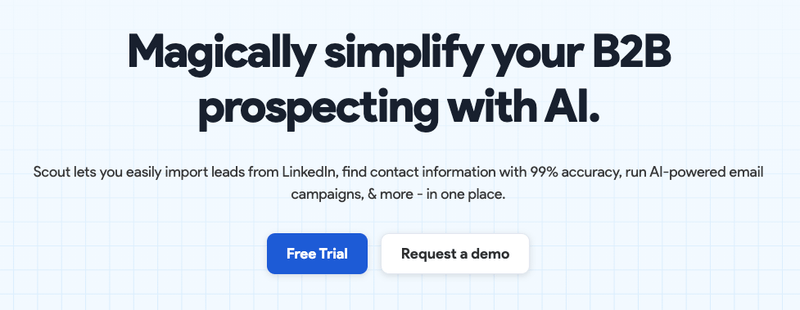 Magically simplify your B2B
prospecting with AI.
Scout lets you easily import leads from LinkedIn, find contact information with 99% accuracy, run AI-powered email
campaigns, & more - in one place.
Free Trial
Request a demo